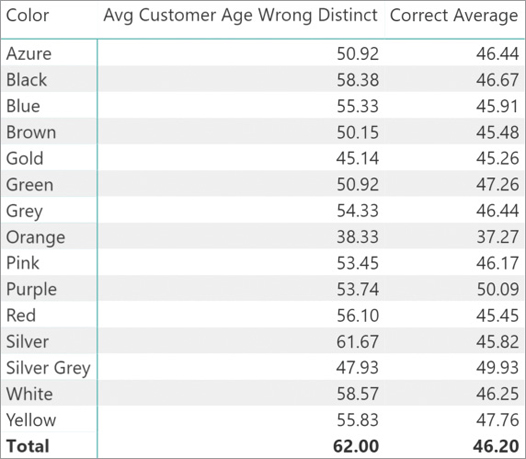 Color Avg Customer Age Wrong Distinct Correct Average
Azure 50.92 46.44
Black 58.38 46.67
Blue 55.33 45.91
Brown 50.15 45.48
Gold 45.14 45.26
Green 50.92 47.26
Grey 54.33 46.44
Orange 38.33 37.27
Pink 53.45 46.17
Purple 53.74 50.09
Red 56.10 45.45
Silver 61.67 45.82
Silver Grey 47.93 49.93
White 58.57 46.25
Yellow 55.83 47.76
Total 62.00 46.20